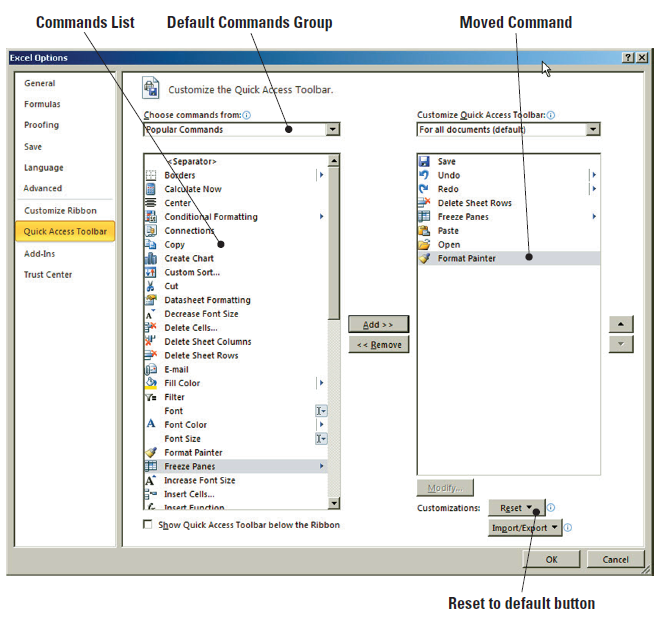 Commands List
Default Commands Group
Moved Command
Excel Options
General
Formulas
Proofing
Save
Language
Advanced
Customize Ribbon
Quick Access Toolbar
Add-Ins
Trust Center
Customize the Quick Access Toolbar.
Choose commands from:
Popular Commands
<Separator>
Borders
Calculate Now
Center
Conditional Formatting
Connections
Copy
Create Chart
Custom Sort...
Cut
Datasheet Formatting
Decrease Font Size
Delete Cells...
Delete Sheet Columns
Delete Sheet Rows
E-mail
Fill Color
Filter
Font
Font Color
Font Size
Format Painter
Freeze Panes
Increase Font Size
Insert Cells...
Insert Function
Show Quick Access Toolbar below the Ribbon
Add >>
<< Remove
Customize Quick Access Toolbar:
For all documents (default)
Save
Undo
Redo
Delete Sheet Rows
Freeze Panes
Paste
Open
Format Painter
Modify...
Customizations:
Reset
Import/Export
OK
Cancel
Reset to default button